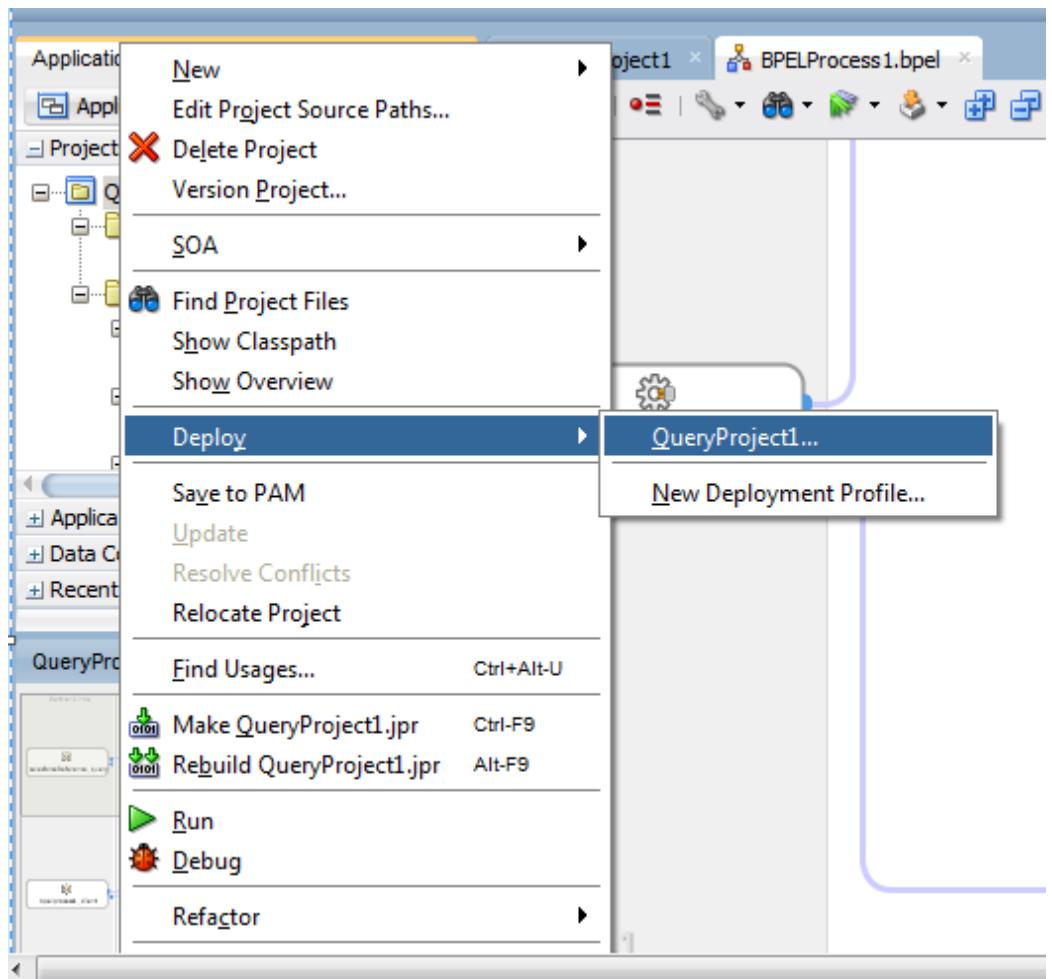 Applicatic
oject1
BPELProcess1.bpel
Appl
Project
Q
New
Edit Project Source Paths...
Delete Project
Version Project...
SOA
Find Project Files
Show Classpath
Show Overview
Deploy
QueryProject1...
New Deployment Profile...
Save to PAM
Update
Resolve Conflicts
Relocate Project
Applica
Data C
Recent
QueryPro
Find Usages... Ctrl+Alt-U
Make QueryProject1.jpr Ctrl-F9
Rebuild QueryProject1.jpr Alt-F9
Run
Debug
Refactor